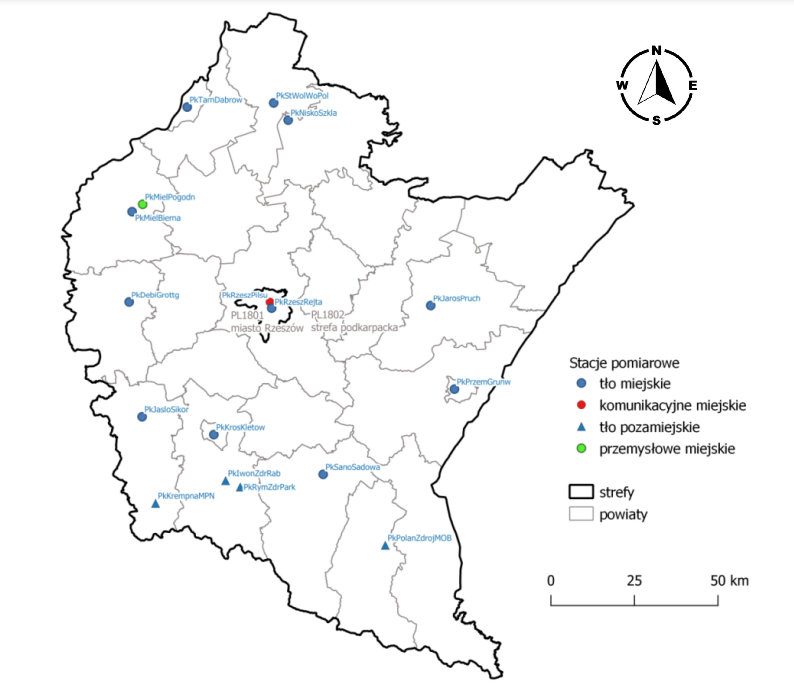 N
W E
S
PkTarnDabrow
PkStWolWoPol
PkNiskoSzkla
PkMielPogodn
PkMielBierna
PkDebiGrottg
PkRzeszPilsu
PkRzeszRejta
PkJarosPruch
PL1801
miasto Rzeszów
PL1802
strefa podkarpacka
PkPrzemGrunw
PkJasloSikor
PkKrosKletow
PkIwonZdrRab
PkRymZdrPark
PkSanoSadowa
PkKrempnaMPN
PkPolanZdrojMOB
Stacje pomiarowe
tło miejskie
komunikacyjne miejskie
tło pozamiejskie
przemysłowe miejskie
strefy
powiaty
0 25 50 km